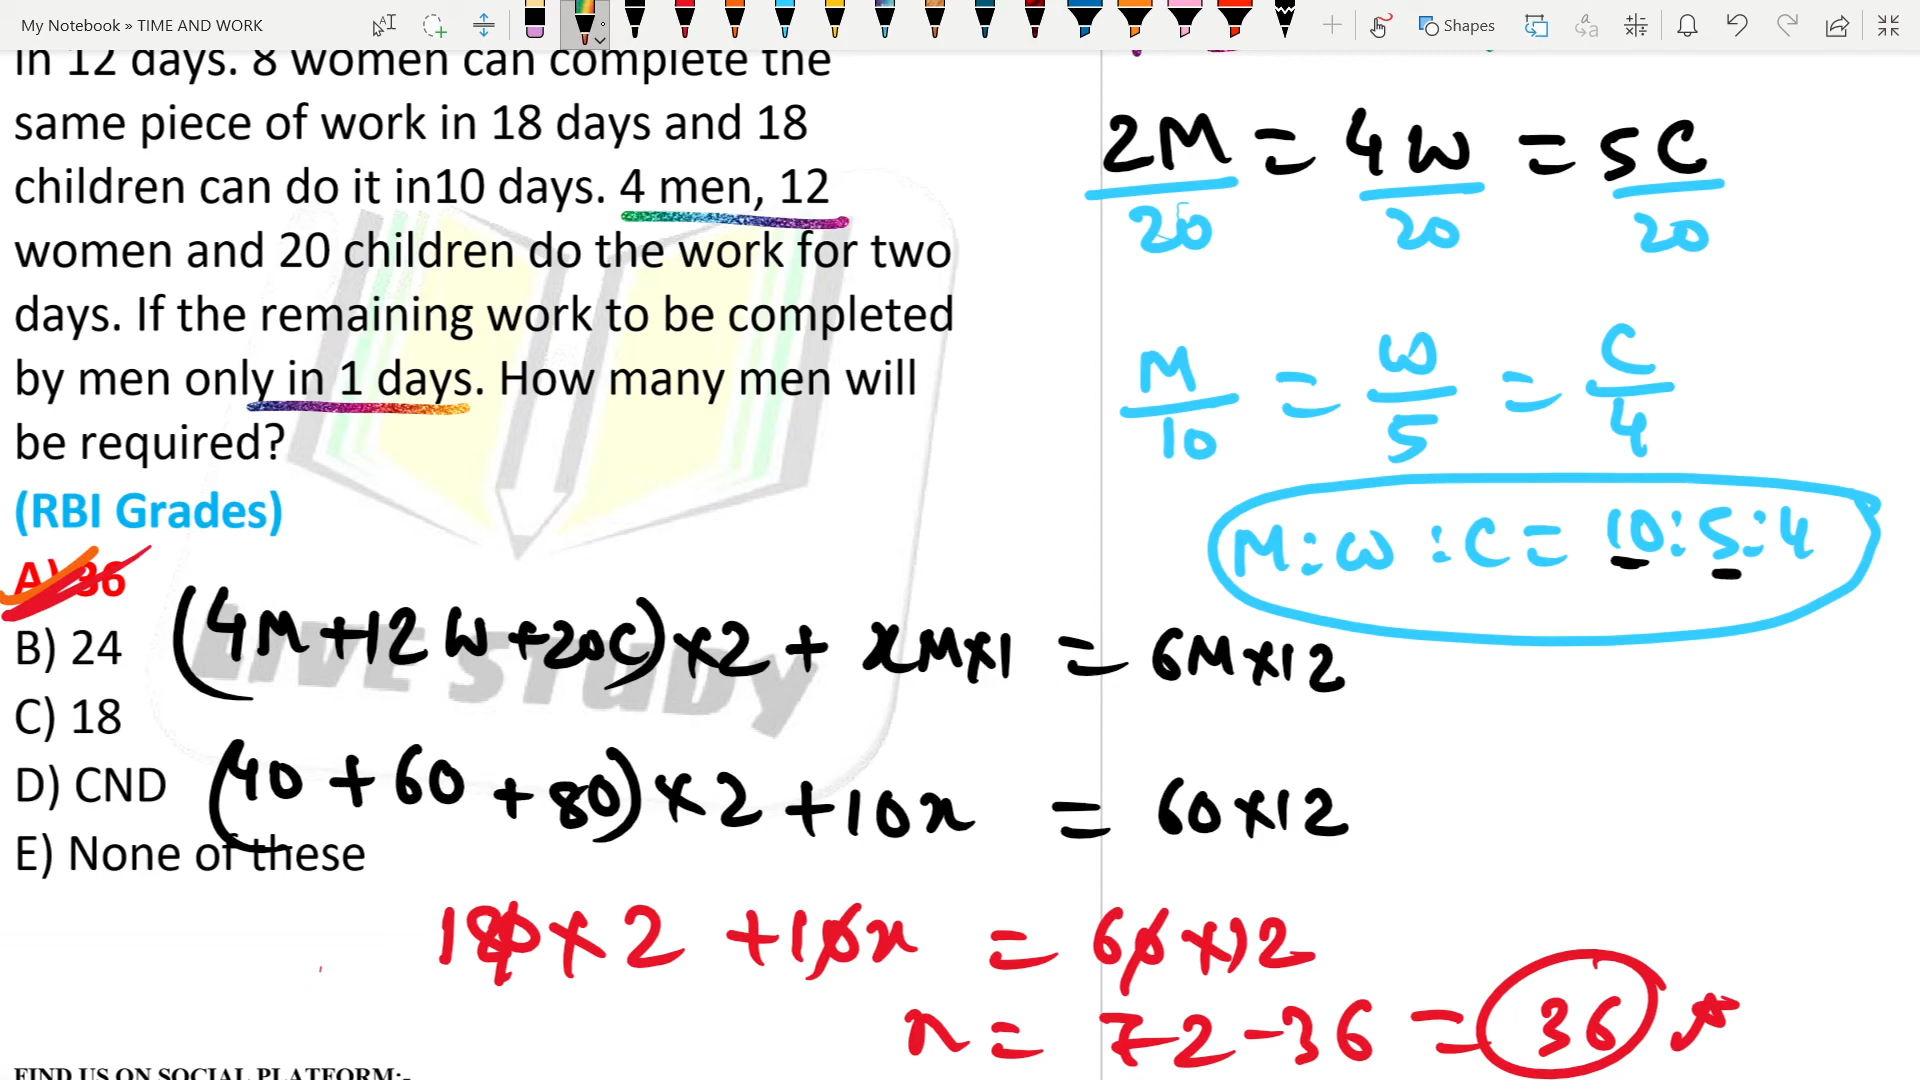 My Notebook » TIME AND WORK
Shapes
in 12 days. 8 women can complete the
same piece of work in 18 days and 18
children can do it in10 days. 4 men, 12
women and 20 children do the work for two
days. If the remaining work to be completed
by men only in 1 days. How many men will
be required?
(RBI Grades)
A) 36
B) 24
C) 18
D) CND
E) None of these
LIVE STUDY
2M = 4W = 5C
20 20 20
M = W = C
10 5 4
M : W : C = 10 : 5 : 4
(4M+12W+20C)×2 + xM×1 = 6M×12
(40 + 60 + 80)×2 + 10x = 60×12
180×2 + 10x = 60×12
x = 72-36 = 36
FIND US ON SOCIAL PLATFORM:-